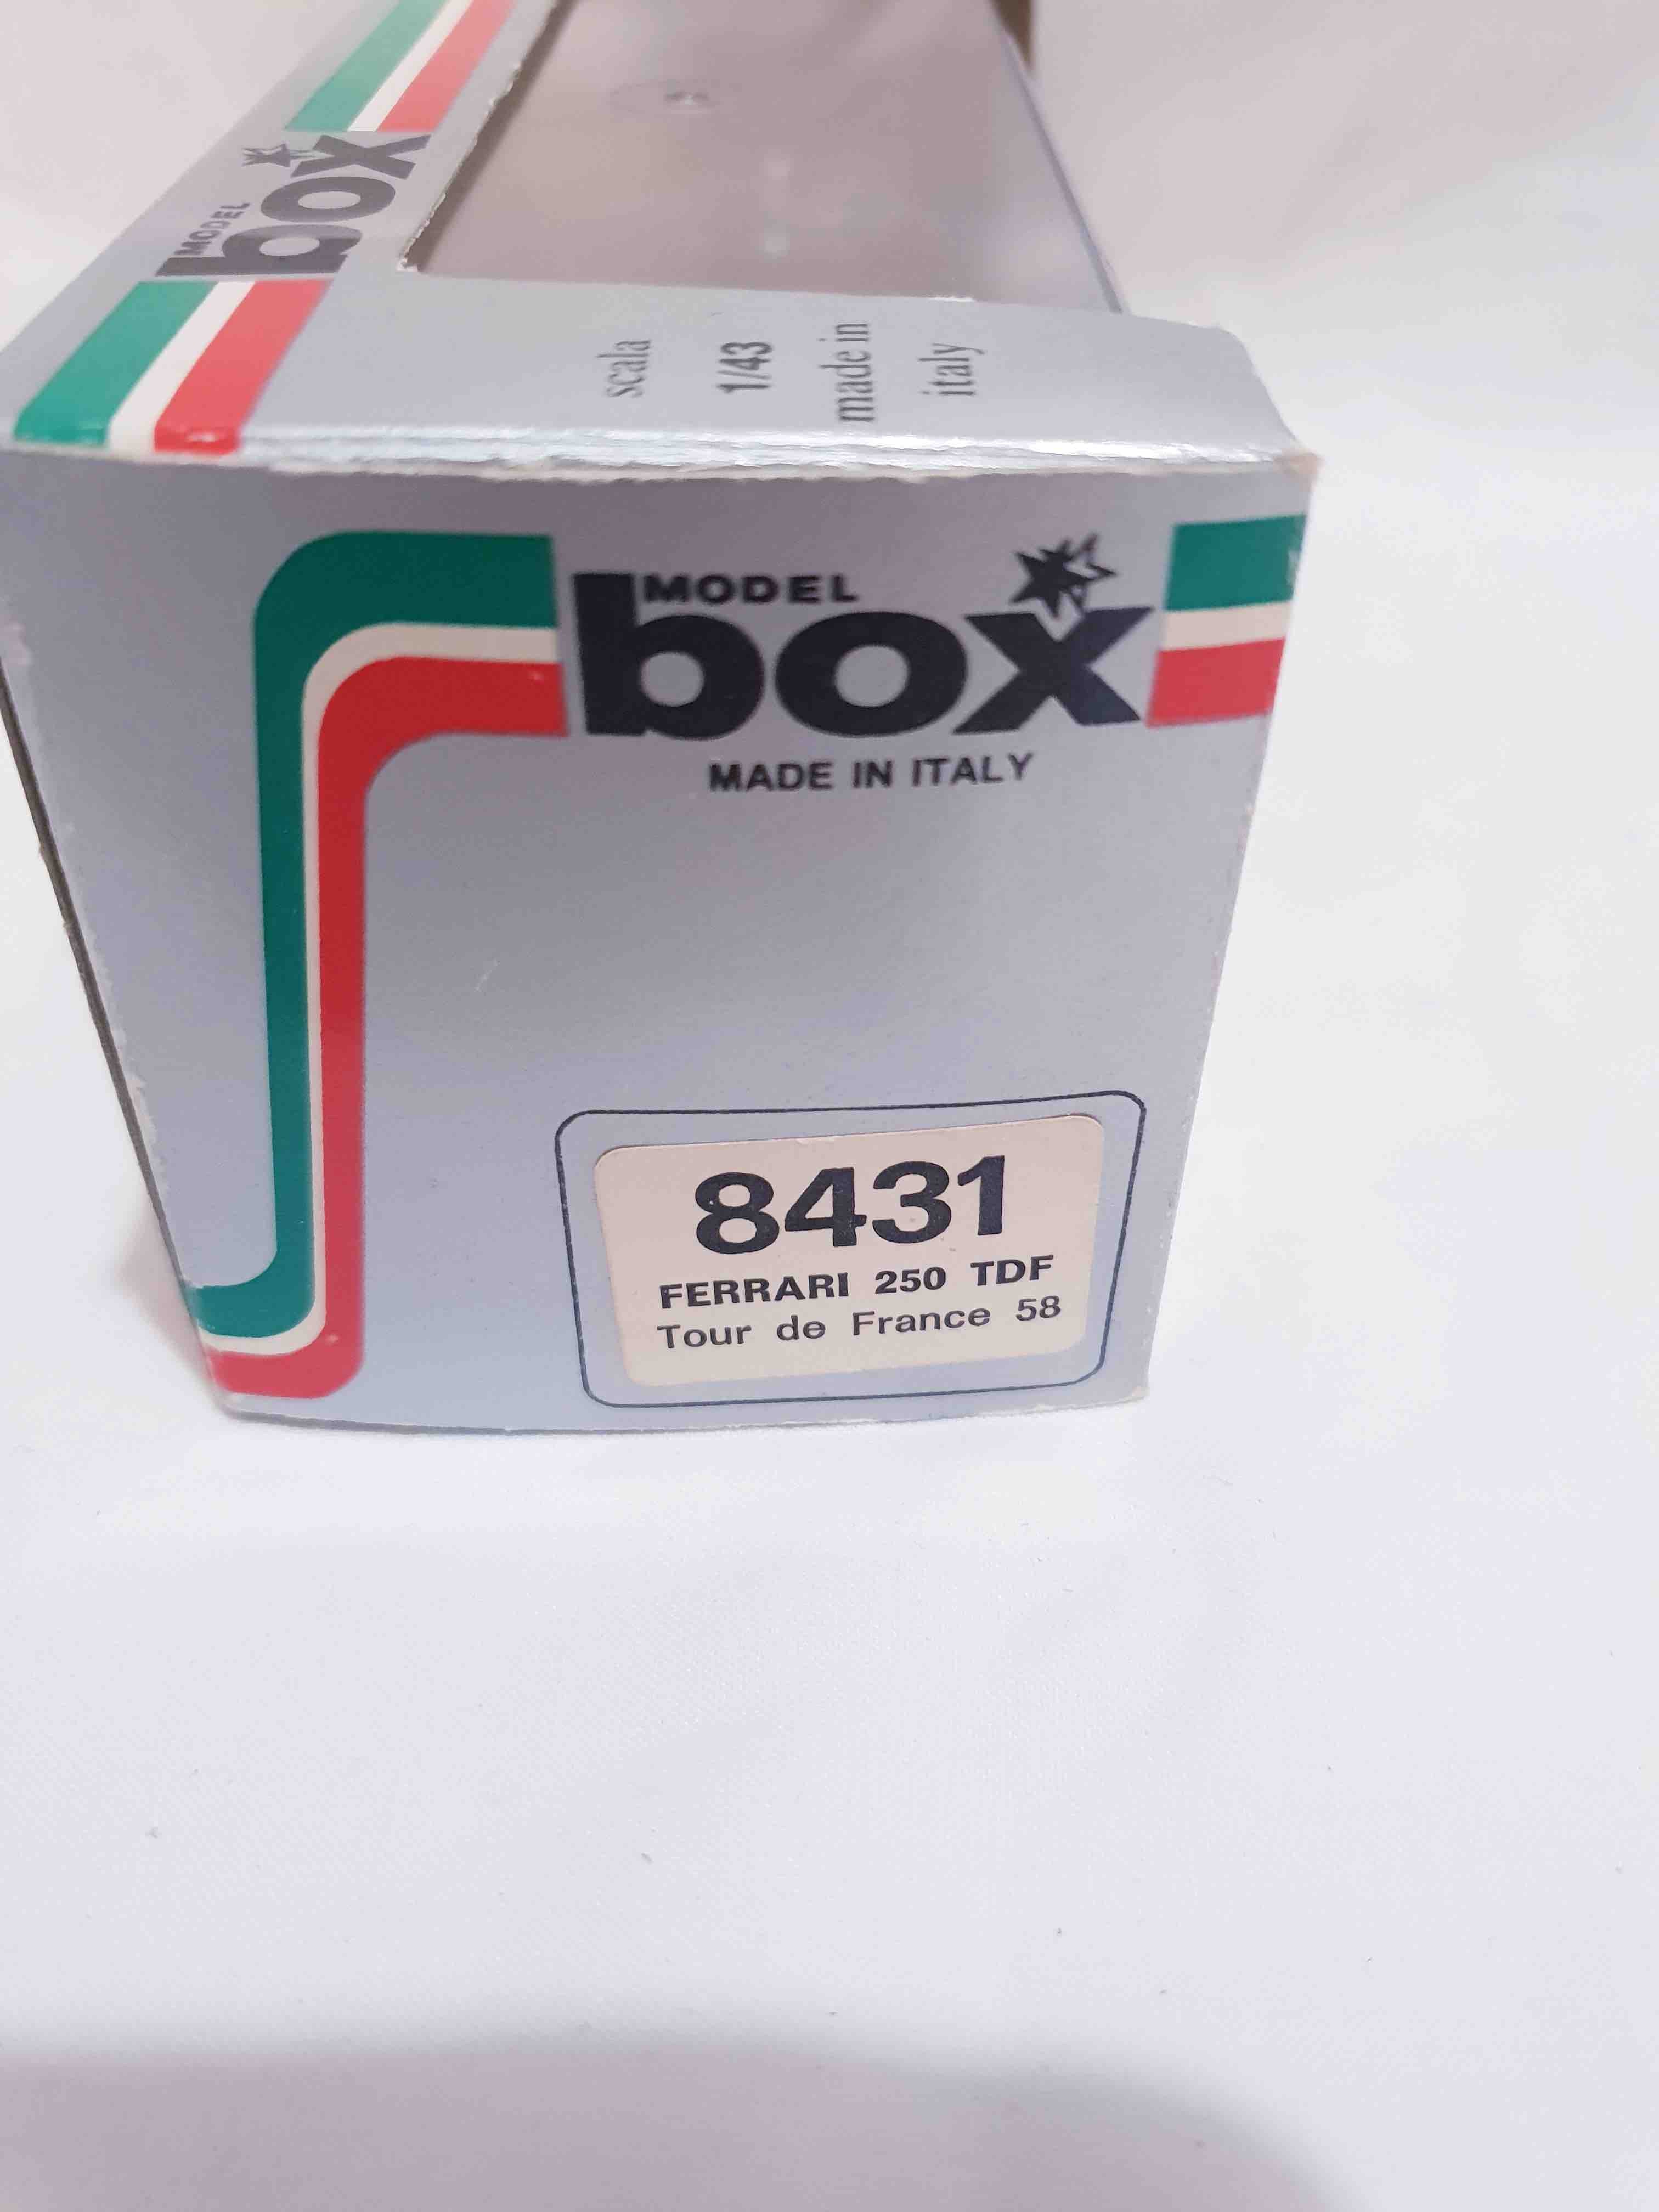 MODEL
box
scala
1/43
made in
italy
MODEL
box
MADE IN ITALY
8431
FERRARI 250 TDF
Tour de France 58